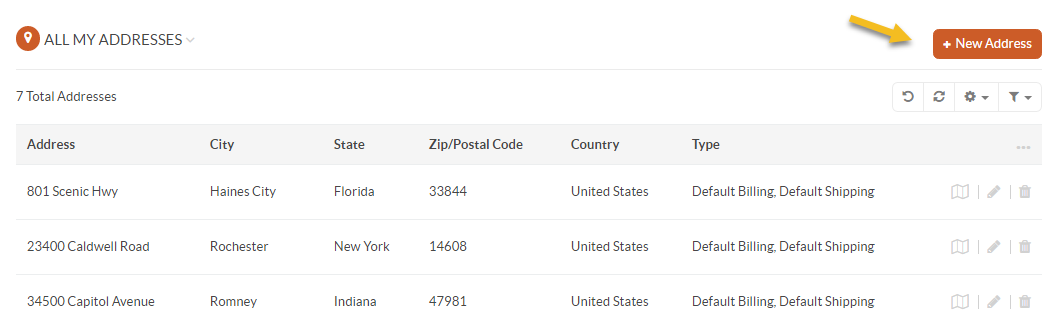 ALL MY ADDRESSES
+ New Address
7 Total Addresses
Address City State Zip/Postal Code Country Type ...
801 Scenic Hwy Haines City Florida 33844 United States Default Billing, Default Shipping
23400 Caldwell Road Rochester New York 14608 United States Default Billing, Default Shipping
34500 Capitol Avenue Romney Indiana 47981 United States Default Billing, Default Shipping